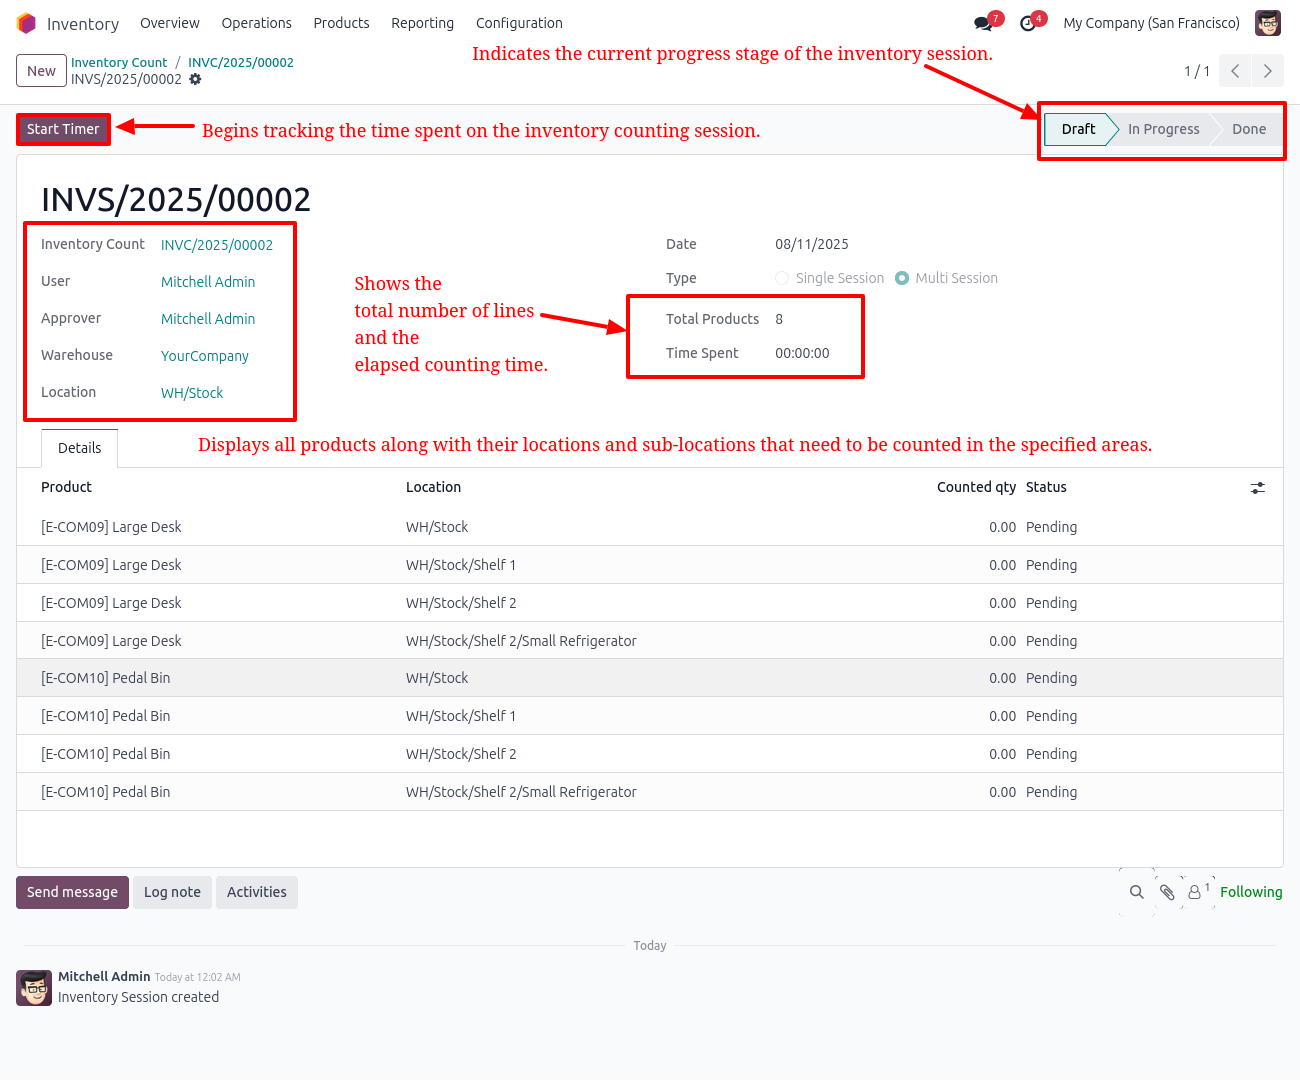 Inventory Overview Operations Products Reporting Configuration 7 4 My Company (San Francisco)
Indicates the current progress stage of the inventory session.
New Inventory Count / INVC/2025/00002
INVS/2025/00002
1 / 1
Start Timer Begins tracking the time spent on the inventory counting session. Draft In Progress Done
INVS/2025/00002
Inventory Count INVC/2025/00002
User Mitchell Admin
Approver Mitchell Admin
Warehouse YourCompany
Location WH/Stock
Shows the
total number of lines
and the
elapsed counting time.
Date 08/11/2025
Type Single Session Multi Session
Total Products 8
Time Spent 00:00:00
Details Displays all products along with their locations and sub-locations that need to be counted in the specified areas.
Product Location Counted qty Status
[E-COM09] Large Desk WH/Stock 0.00 Pending
[E-COM09] Large Desk WH/Stock/Shelf 1 0.00 Pending
[E-COM09] Large Desk WH/Stock/Shelf 2 0.00 Pending
[E-COM09] Large Desk WH/Stock/Shelf 2/Small Refrigerator 0.00 Pending
[E-COM10] Pedal Bin WH/Stock 0.00 Pending
[E-COM10] Pedal Bin WH/Stock/Shelf 1 0.00 Pending
[E-COM10] Pedal Bin WH/Stock/Shelf 2 0.00 Pending
[E-COM10] Pedal Bin WH/Stock/Shelf 2/Small Refrigerator 0.00 Pending
Send message Log note Activities 1 Following
Today
Mitchell Admin Today at 12:02 AM
Inventory Session created